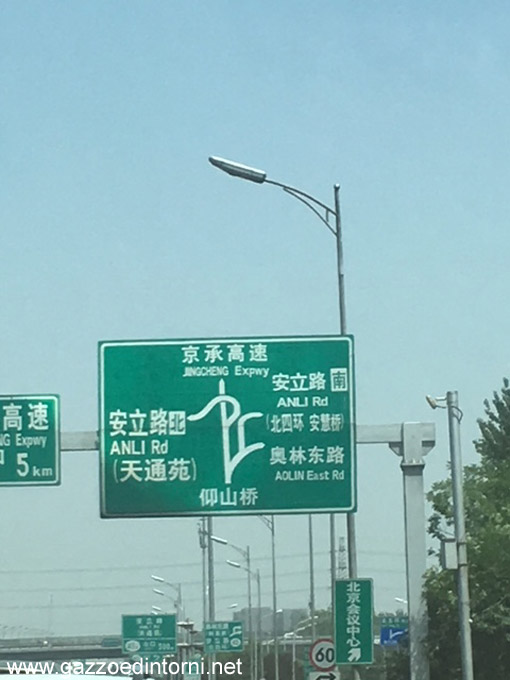 京承高速
JINGCHENG Expwy
安立路 南
ANLI Rd
(北四环 安慧桥)
安立路 北
ANLI Rd
(天通苑)
奥林东路
AOLIN East Rd
仰山桥
高速
NG Expwy
5 km
北京会议中心
60
www.gazzoedintorni.net